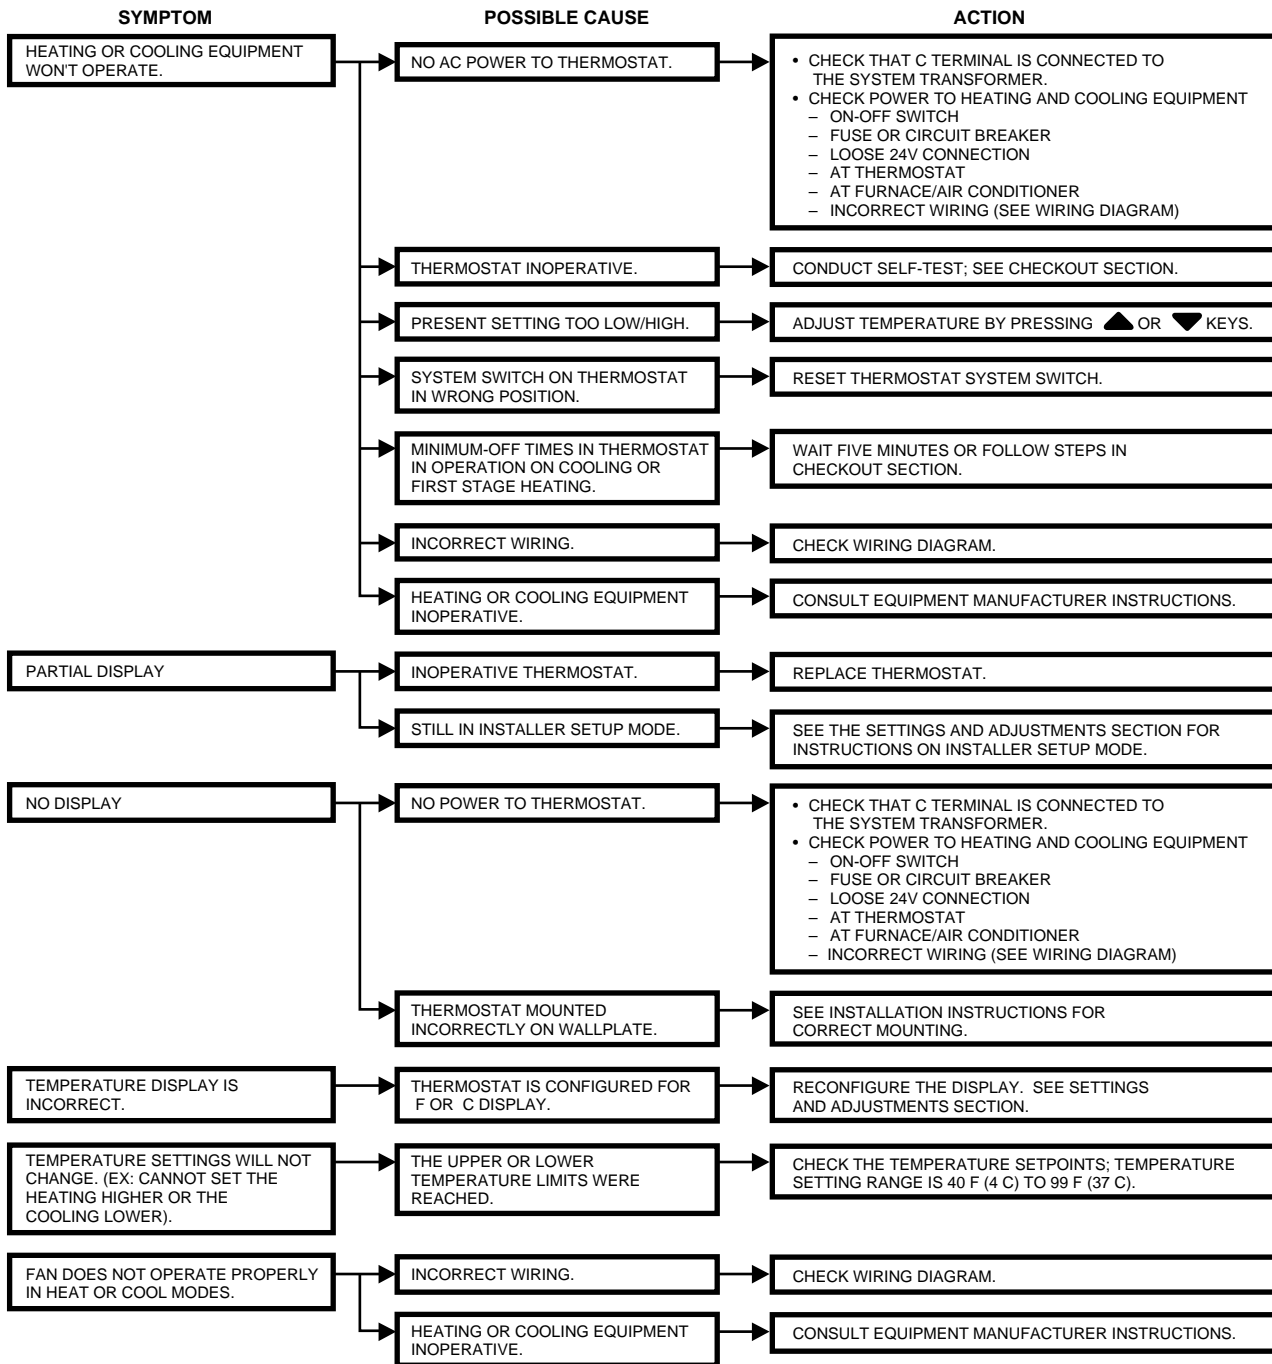 SYMPTOM POSSIBLE CAUSE ACTION
HEATING OR COOLING EQUIPMENT
WON'T OPERATE.
NO AC POWER TO THERMOSTAT.
• CHECK THAT C TERMINAL IS CONNECTED TO
THE SYSTEM TRANSFORMER.
• CHECK POWER TO HEATING AND COOLING EQUIPMENT
– ON-OFF SWITCH
– FUSE OR CIRCUIT BREAKER
– LOOSE 24V CONNECTION
– AT THERMOSTAT
– AT FURNACE/AIR CONDITIONER
– INCORRECT WIRING (SEE WIRING DIAGRAM)
THERMOSTAT INOPERATIVE.
CONDUCT SELF-TEST; SEE CHECKOUT SECTION.
PRESENT SETTING TOO LOW/HIGH.
ADJUST TEMPERATURE BY PRESSING ▲ OR ▼ KEYS.
SYSTEM SWITCH ON THERMOSTAT
IN WRONG POSITION.
RESET THERMOSTAT SYSTEM SWITCH.
MINIMUM-OFF TIMES IN THERMOSTAT
IN OPERATION ON COOLING OR
FIRST STAGE HEATING.
WAIT FIVE MINUTES OR FOLLOW STEPS IN
CHECKOUT SECTION.
INCORRECT WIRING.
CHECK WIRING DIAGRAM.
HEATING OR COOLING EQUIPMENT
INOPERATIVE.
CONSULT EQUIPMENT MANUFACTURER INSTRUCTIONS.
PARTIAL DISPLAY
INOPERATIVE THERMOSTAT.
REPLACE THERMOSTAT.
STILL IN INSTALLER SETUP MODE.
SEE THE SETTINGS AND ADJUSTMENTS SECTION FOR
INSTRUCTIONS ON INSTALLER SETUP MODE.
NO DISPLAY
NO POWER TO THERMOSTAT.
• CHECK THAT C TERMINAL IS CONNECTED TO
THE SYSTEM TRANSFORMER.
• CHECK POWER TO HEATING AND COOLING EQUIPMENT
– ON-OFF SWITCH
– FUSE OR CIRCUIT BREAKER
– LOOSE 24V CONNECTION
– AT THERMOSTAT
– AT FURNACE/AIR CONDITIONER
– INCORRECT WIRING (SEE WIRING DIAGRAM)
THERMOSTAT MOUNTED
INCORRECTLY ON WALLPLATE.
SEE INSTALLATION INSTRUCTIONS FOR
CORRECT MOUNTING.
TEMPERATURE DISPLAY IS
INCORRECT.
THERMOSTAT IS CONFIGURED FOR
F OR C DISPLAY.
RECONFIGURE THE DISPLAY. SEE SETTINGS
AND ADJUSTMENTS SECTION.
TEMPERATURE SETTINGS WILL NOT
CHANGE. (EX: CANNOT SET THE
HEATING HIGHER OR THE
COOLING LOWER).
THE UPPER OR LOWER
TEMPERATURE LIMITS WERE
REACHED.
CHECK THE TEMPERATURE SETPOINTS; TEMPERATURE
SETTING RANGE IS 40 F (4 C) TO 99 F (37 C).
FAN DOES NOT OPERATE PROPERLY
IN HEAT OR COOL MODES.
INCORRECT WIRING.
CHECK WIRING DIAGRAM.
HEATING OR COOLING EQUIPMENT
INOPERATIVE.
CONSULT EQUIPMENT MANUFACTURER INSTRUCTIONS.